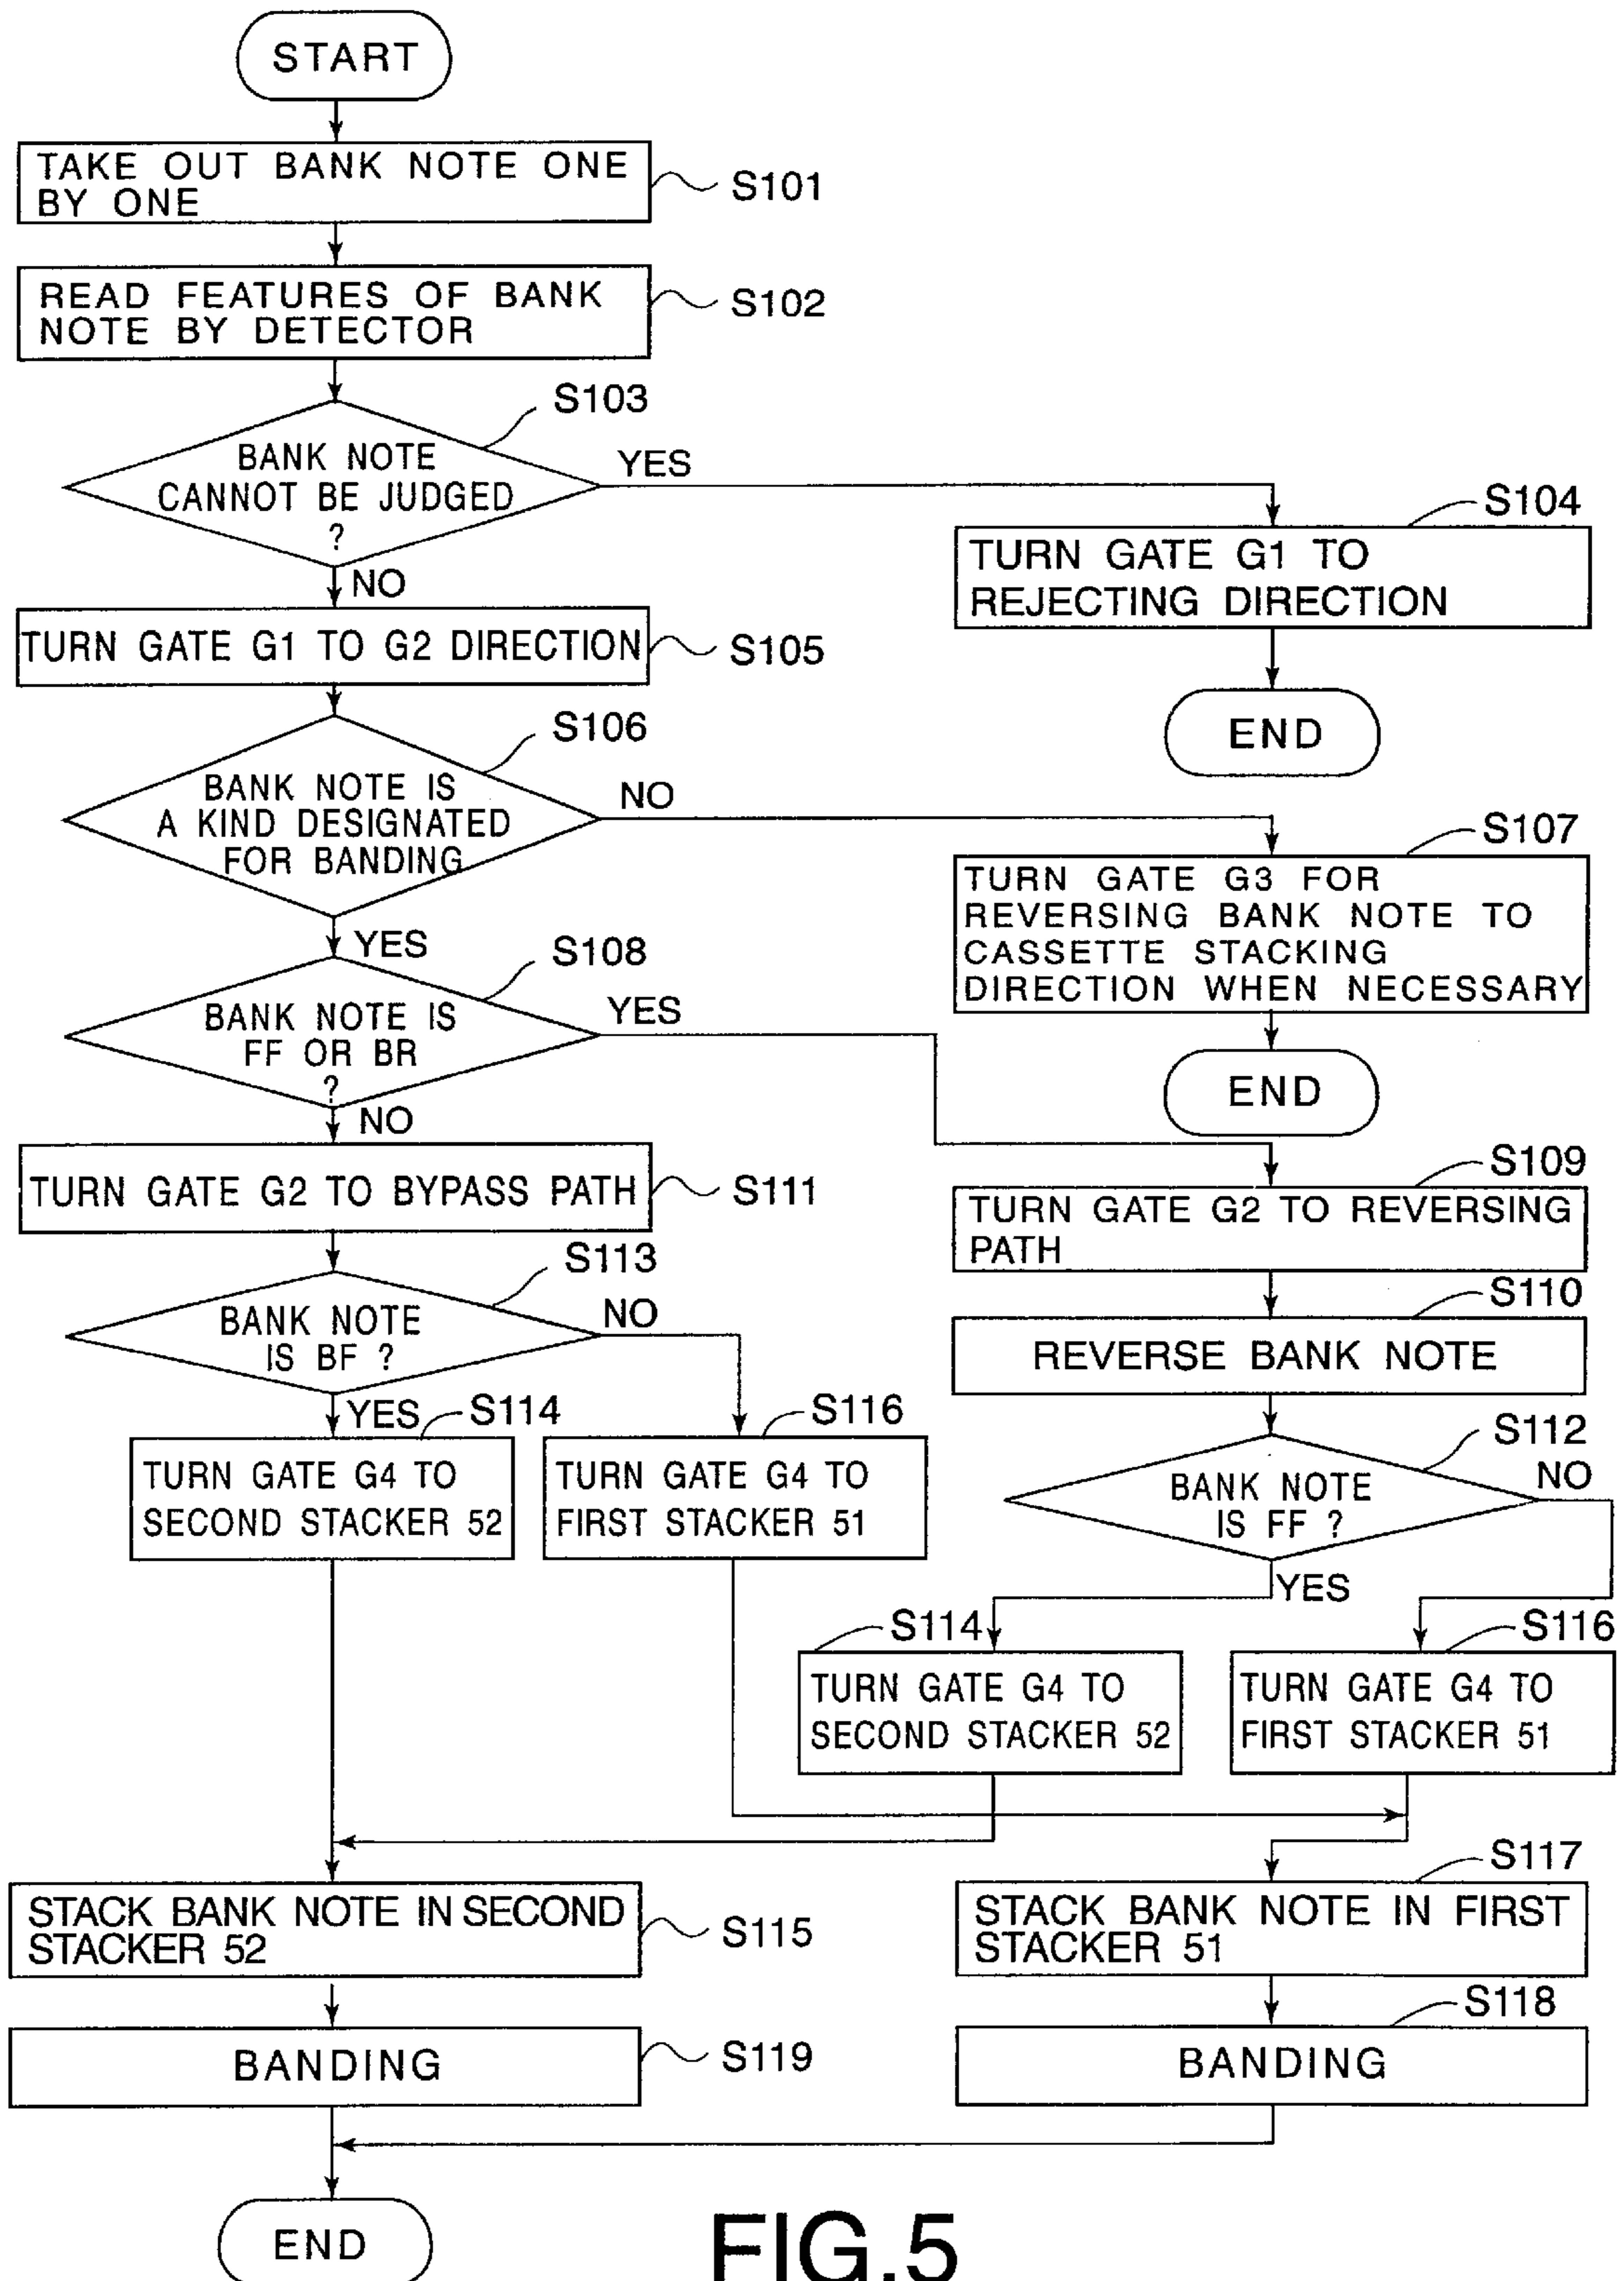 START
TAKE OUT BANK NOTE ONE
BY ONE
S101
READ FEATURES OF BANK
NOTE BY DETECTOR
S102
S103
BANK NOTE
CANNOT BE JUDGED
?
YES
NO
S104
TURN GATE G1 TO
REJECTING DIRECTION
END
TURN GATE G1 TO G2 DIRECTION
S105
S106
BANK NOTE IS
A KIND DESIGNATED
FOR BANDING
NO
YES
S107
TURN GATE G3 FOR
REVERSING BANK NOTE TO
CASSETTE STACKING
DIRECTION WHEN NECESSARY
END
S108
BANK NOTE IS
FF OR BR
?
YES
NO
S109
TURN GATE G2 TO REVERSING
PATH
S110
REVERSE BANK NOTE
TURN GATE G2 TO BYPASS PATH
S111
S113
BANK NOTE
IS BF ?
NO
YES
S114
TURN GATE G4 TO
SECOND STACKER 52
S116
TURN GATE G4 TO
FIRST STACKER 51
S112
BANK NOTE
IS FF ?
NO
YES
S114
TURN GATE G4 TO
SECOND STACKER 52
S116
TURN GATE G4 TO
FIRST STACKER 51
STACK BANK NOTE IN SECOND
STACKER 52
S115
S117
STACK BANK NOTE IN FIRST
STACKER 51
BANDING
S119
S118
BANDING
END
FIG.5